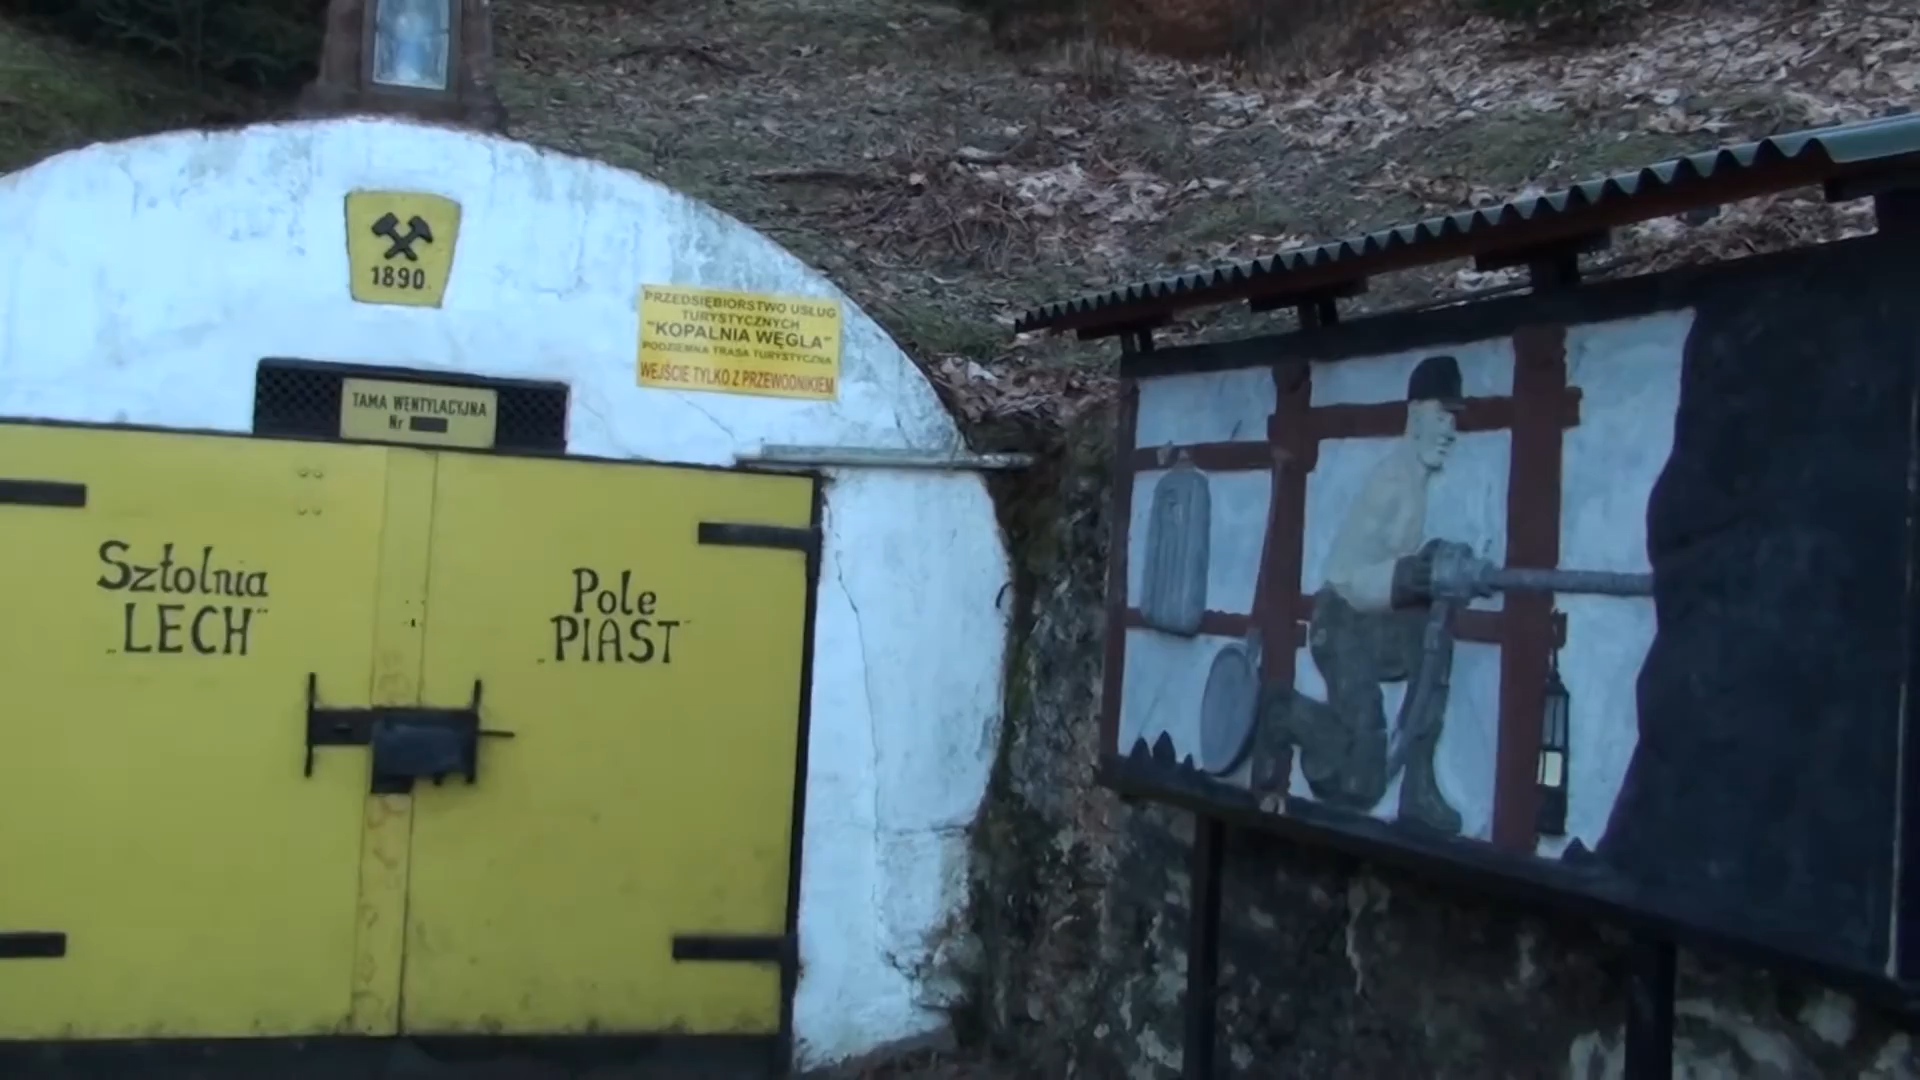 1890.
PRZEDSIĘBIORSTWO USŁUG
TURYSTYCZNYCH
"KOPALNIA WĘGLA"
PODZIEMNA TRASA TURYSTYCZNA
WEJŚCIE TYLKO Z PRZEWODNIKIEM
TAMA WENTYLACYJNA
Nr
Sztolnia
„LECH"
Pole
„PIAST"